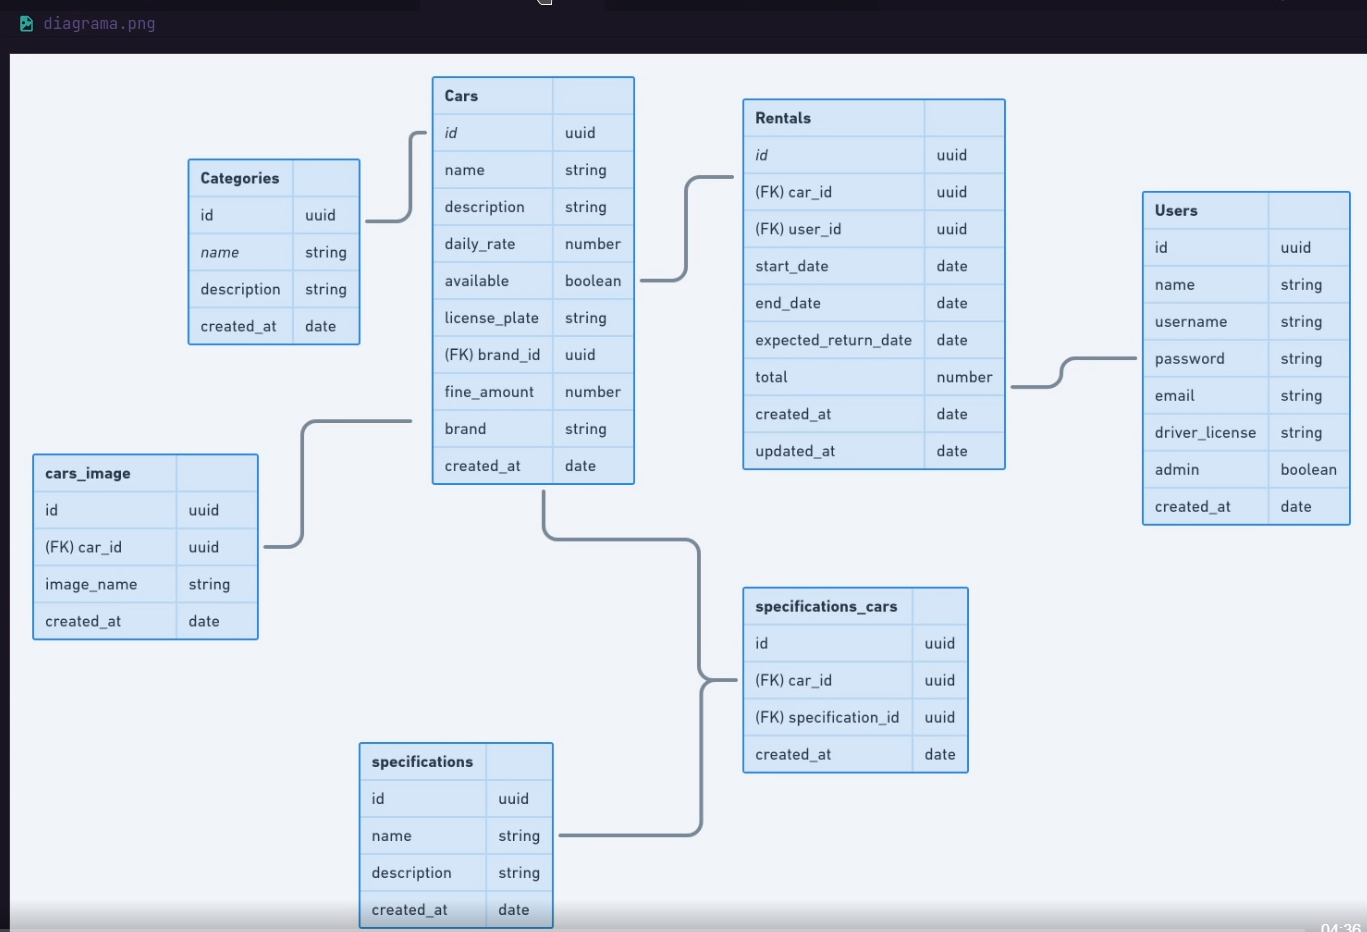 diagrama.png
Cars
id uuid
name string
description string
daily_rate number
available boolean
license_plate string
(FK) brand_id uuid
fine_amount number
brand string
created_at date
Rentals
id uuid
(FK) car_id uuid
(FK) user_id uuid
start_date date
end_date date
expected_return_date date
total number
created_at date
updated_at date
Categories
id uuid
name string
description string
created_at date
Users
id uuid
name string
username string
password string
email string
driver_license string
admin boolean
created_at date
cars_image
id uuid
(FK) car_id uuid
image_name string
created_at date
specifications_cars
id uuid
(FK) car_id uuid
(FK) specification_id uuid
created_at date
specifications
id uuid
name string
description string
created_at date
04:36